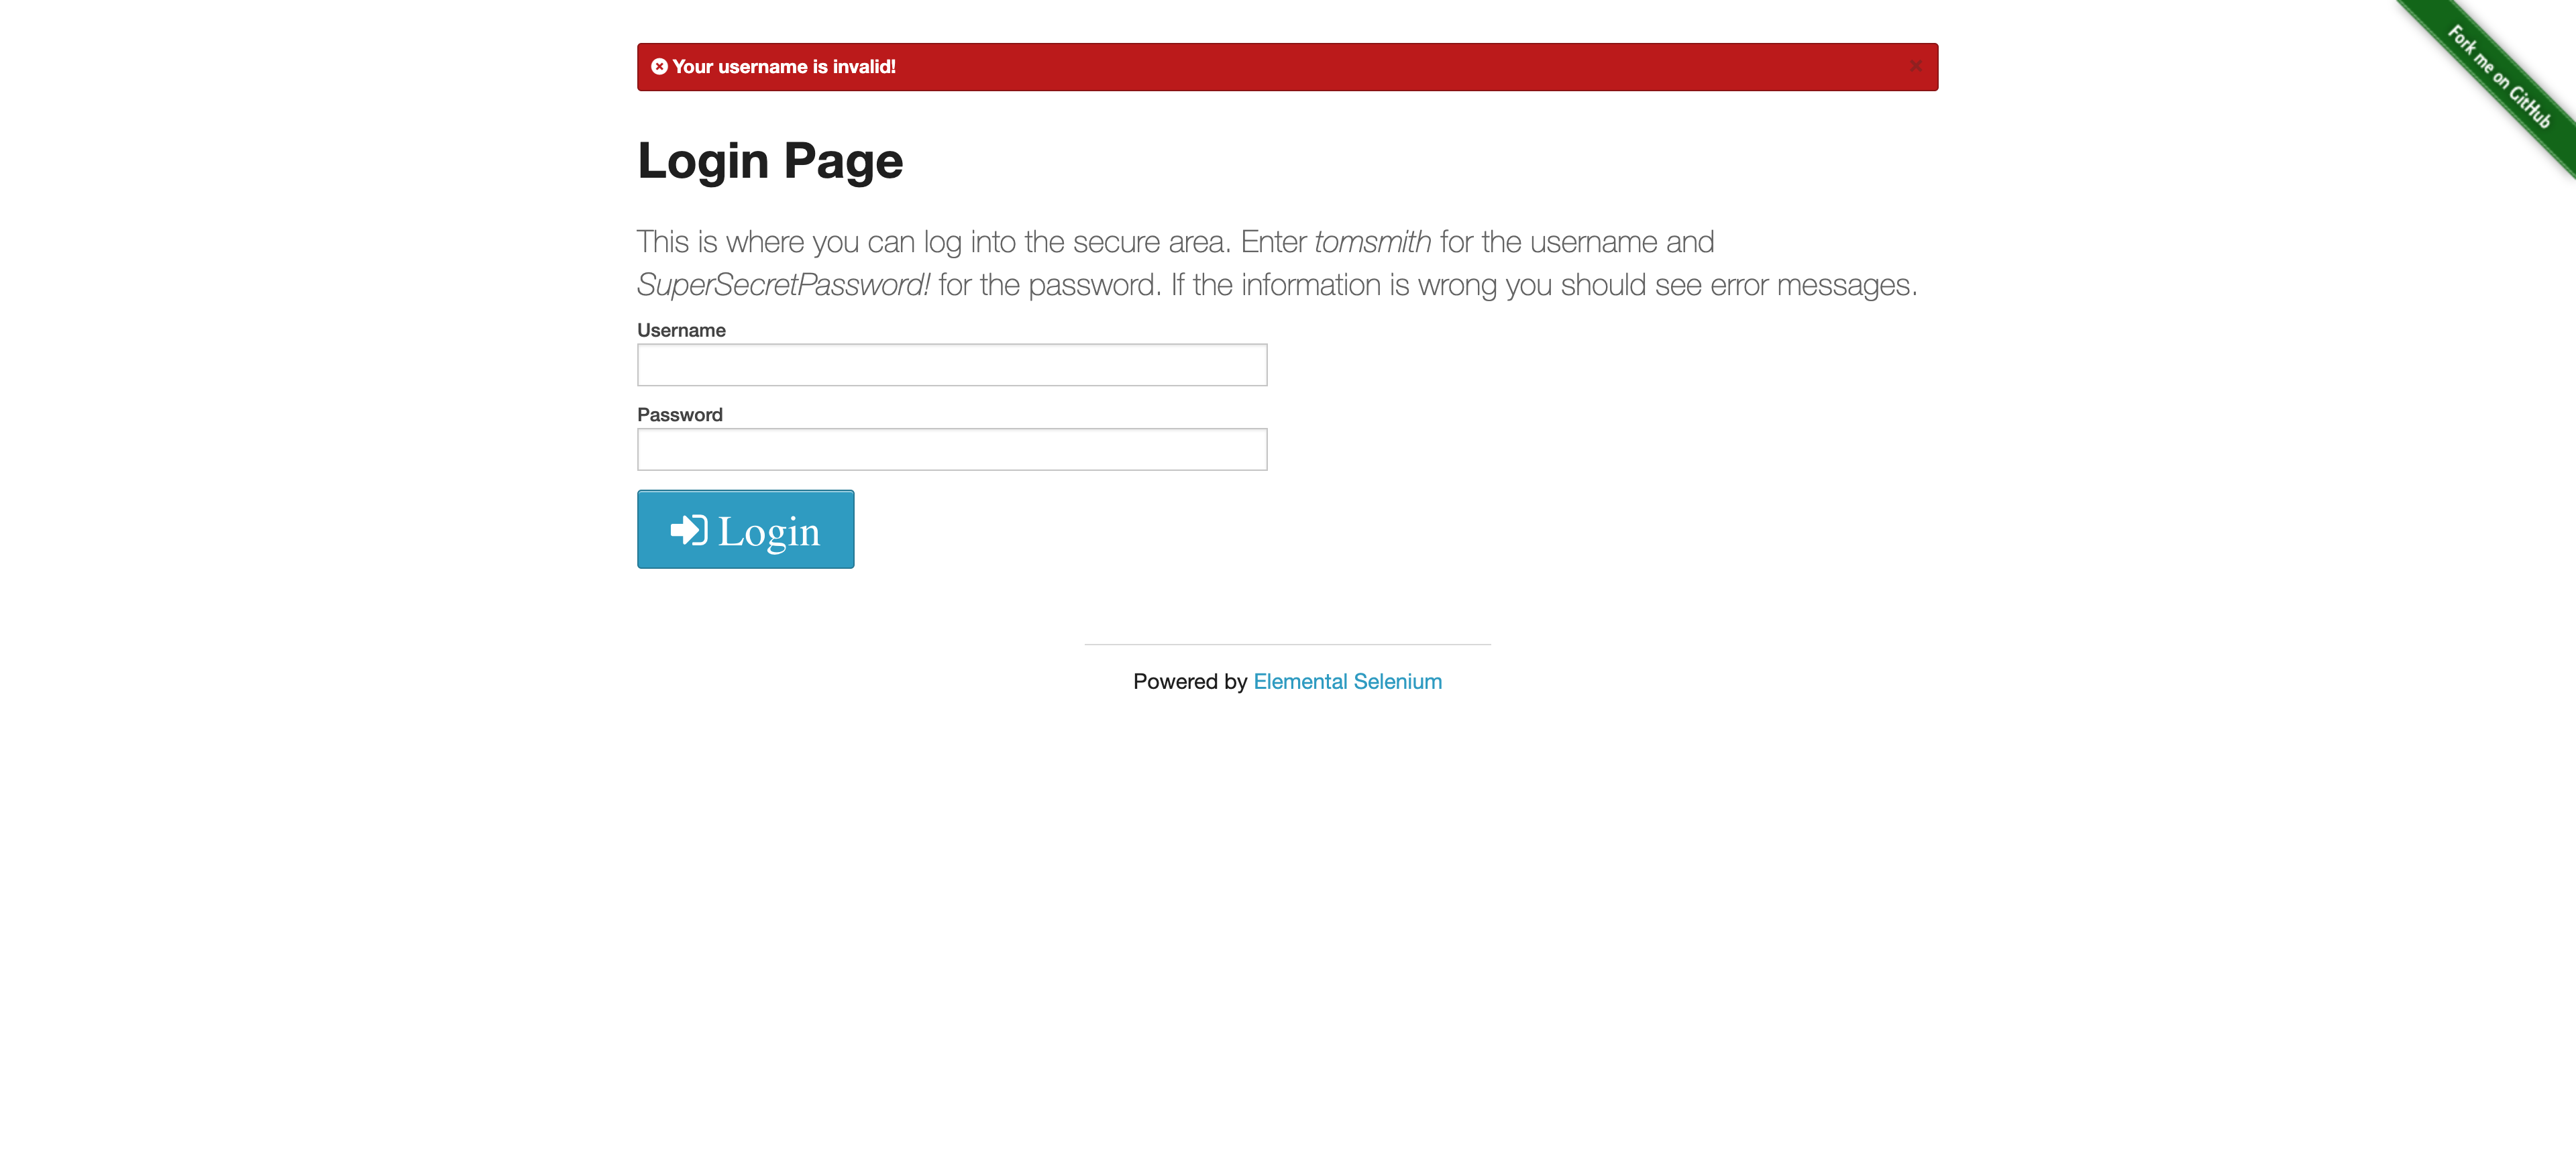 Your username is invalid!
Fork me on GitHub
Login Page
This is where you can log into the secure area. Enter tomsmith for the username and
SuperSecretPassword! for the password. If the information is wrong you should see error messages.
Username
Password
Login
Powered by Elemental Selenium